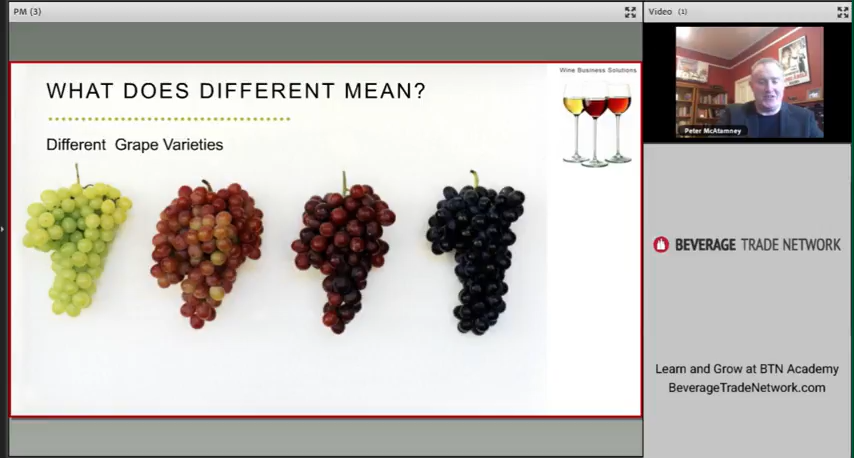 PM (3)
Video (1)
WHAT DOES DIFFERENT MEAN?
Different Grape Varieties
Wine Business Solutions
Peter McAtamney
BEVERAGE TRADE NETWORK
Learn and Grow at BTN Academy
BeverageTradeNetwork.com